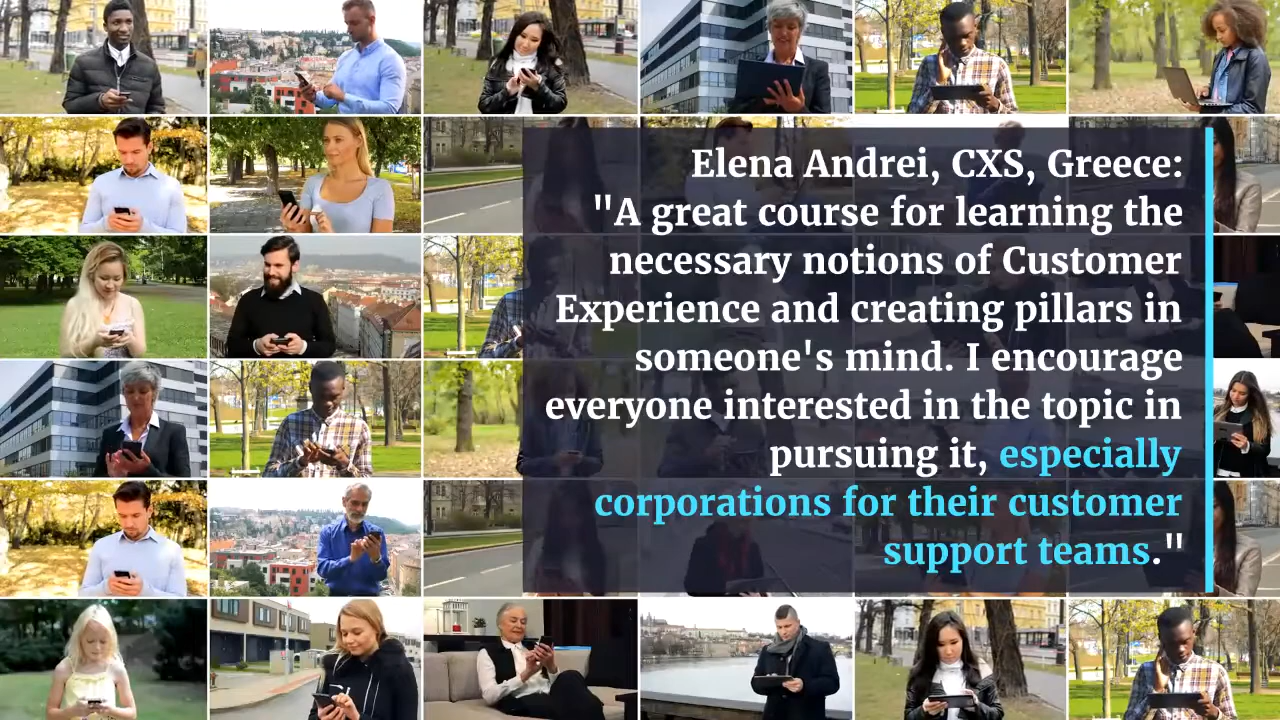 Elena Andrei, CXS, Greece:
"A great course for learning the
necessary notions of Customer
Experience and creating pillars in
someone's mind. I encourage
everyone interested in the topic in
pursuing it, especially
corporations for their customer
support teams."